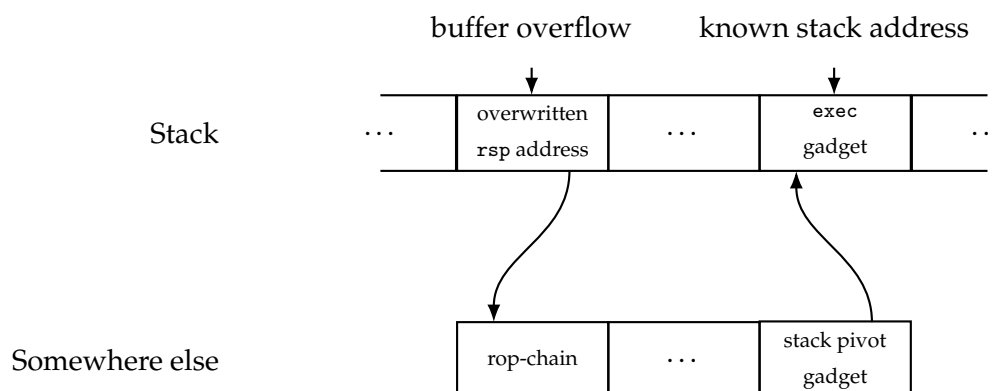 buffer overflow known stack address
Stack
...
overwritten
rsp address
...
exec
gadget
...
Somewhere else
rop-chain
...
stack pivot
gadget